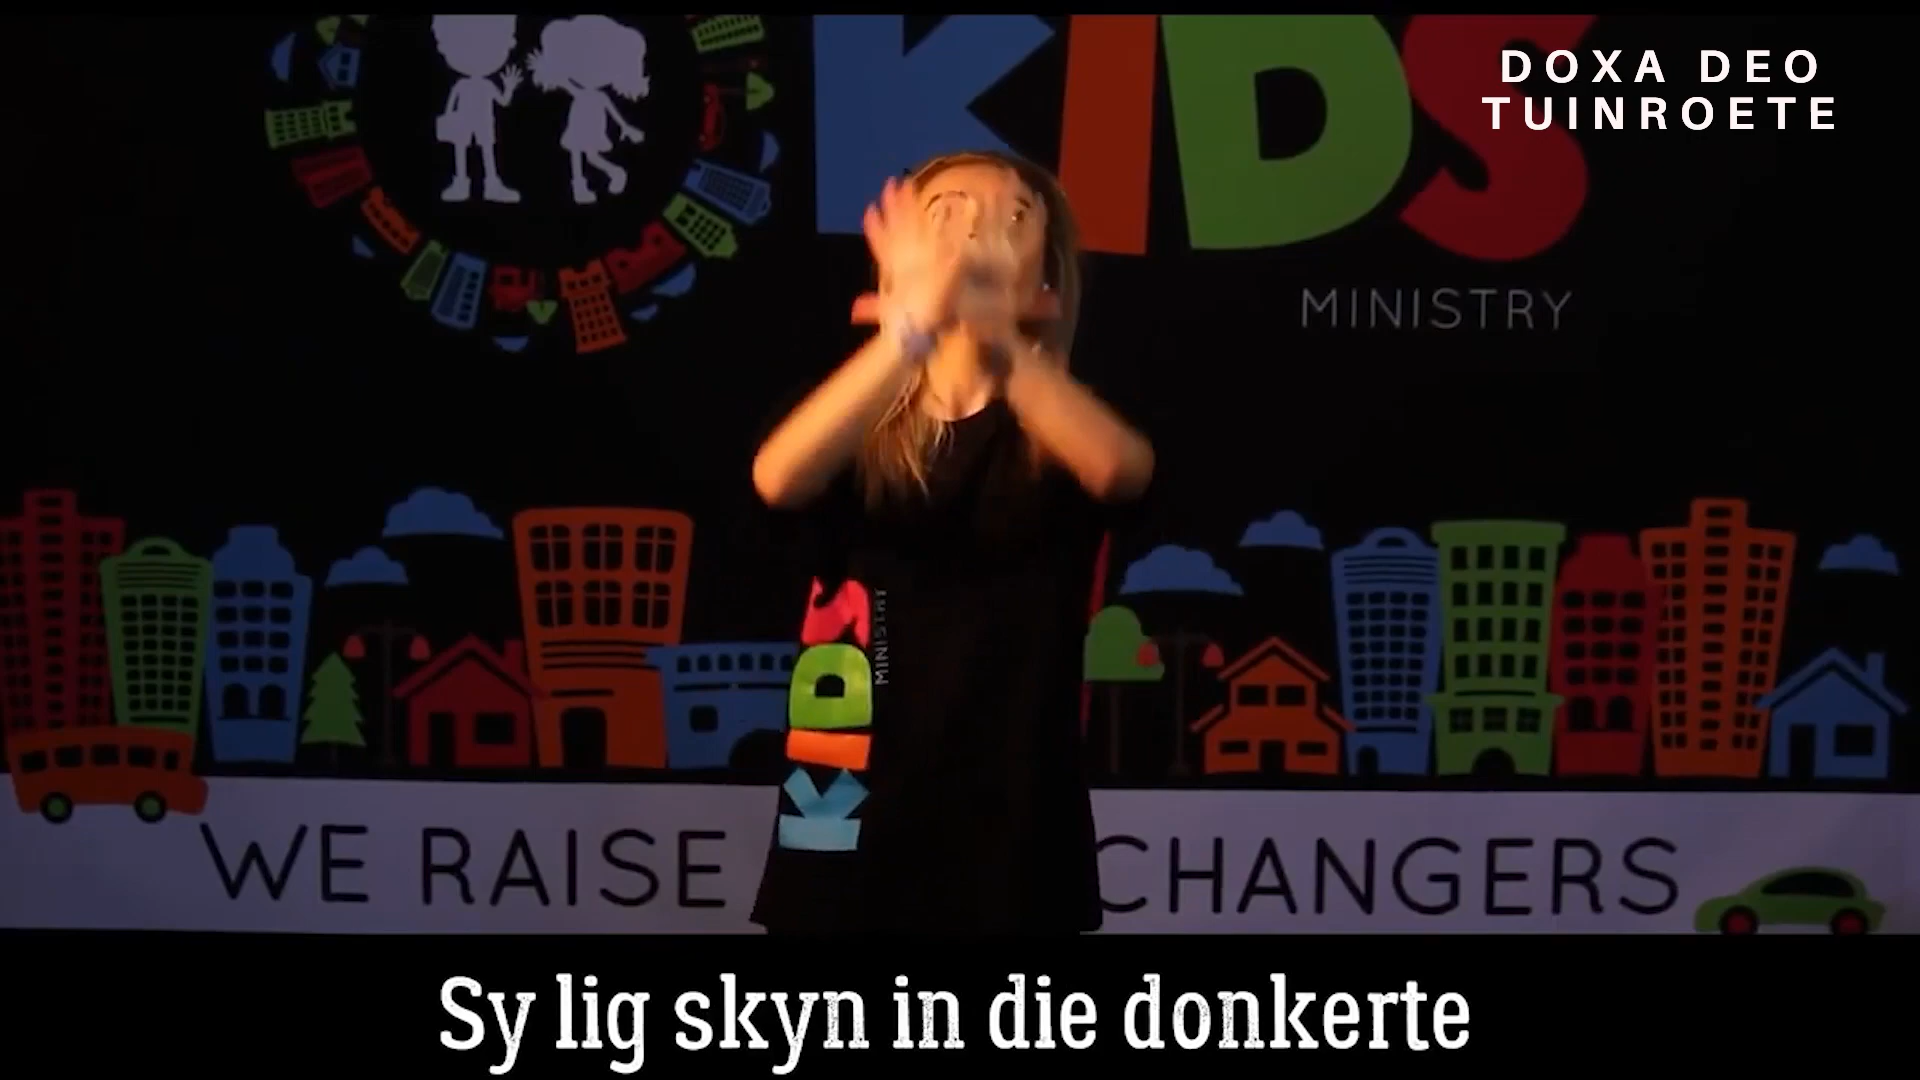 KIDS
DOXA DEO
TUINROETE
MINISTRY
KIDS
MINISTRY
WE RAISE CHANGERS
Sy lig skyn in die donkerte